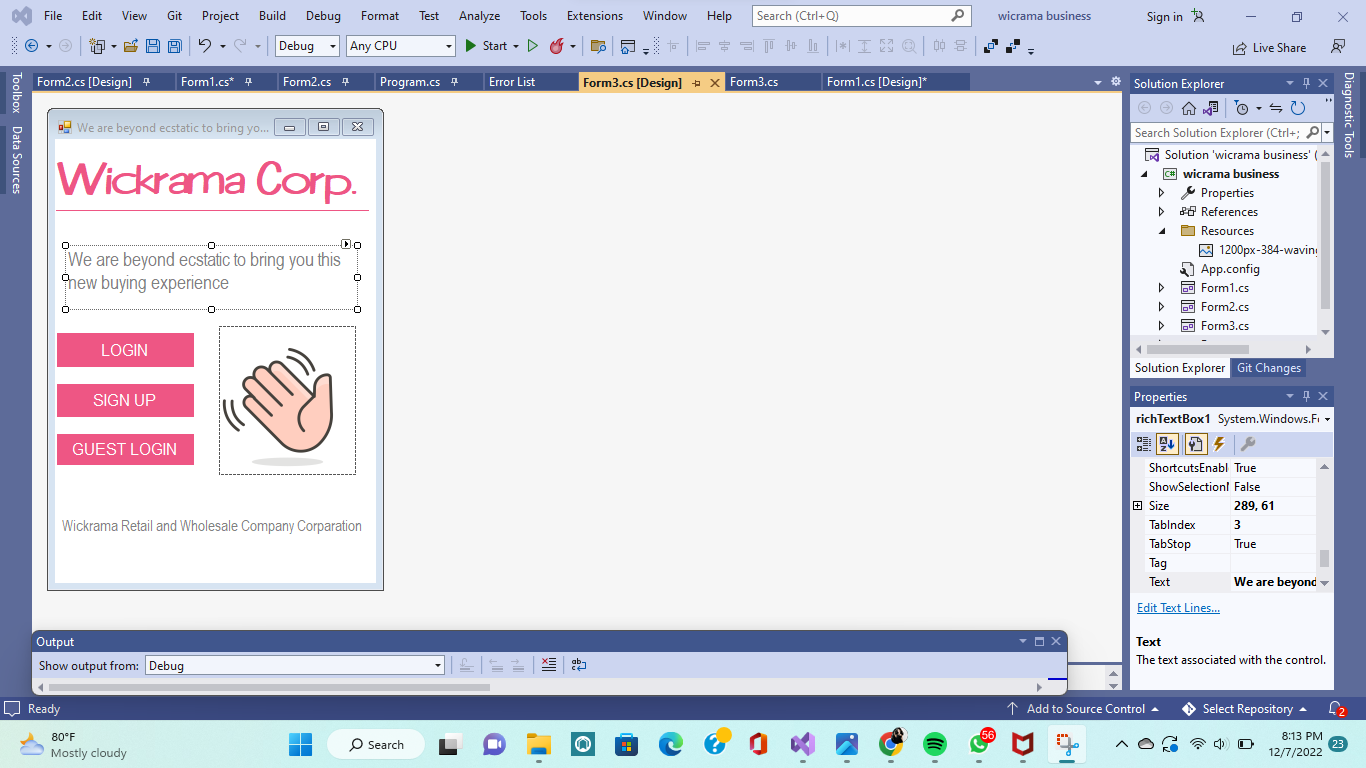 File Edit View Git Project Build Debug Format Test Analyze Tools Extensions Window Help Search (Ctrl+Q) wicrama business Sign in
Debug Any CPU Start Live Share
Toolbox
Data Sources
Form2.cs [Design] Form1.cs* Form2.cs Program.cs Error List Form3.cs [Design] Form3.cs Form1.cs [Design]*
We are beyond ecstatic to bring yo...
Wickrama Corp.
We are beyond ecstatic to bring you this
new buying experience
LOGIN
SIGN UP
GUEST LOGIN
Wickrama Retail and Wholesale Company Corparation
Output
Show output from: Debug
Solution Explorer
Search Solution Explorer (Ctrl+;
Solution 'wicrama business' (
wicrama business
Properties
References
Resources
1200px-384-waving
App.config
Form1.cs
Form2.cs
Form3.cs
Solution Explorer Git Changes
Properties
richTextBox1 System.Windows.Fo
ShortcutsEnabl True
ShowSelectionM False
Size 289, 61
TabIndex 3
TabStop True
Tag
Text We are beyond
Edit Text Lines...
Text
The text associated with the control.
Diagnostic Tools
Ready Add to Source Control Select Repository 2
80°F
Mostly cloudy
Search
56
8:13 PM
12/7/2022
23